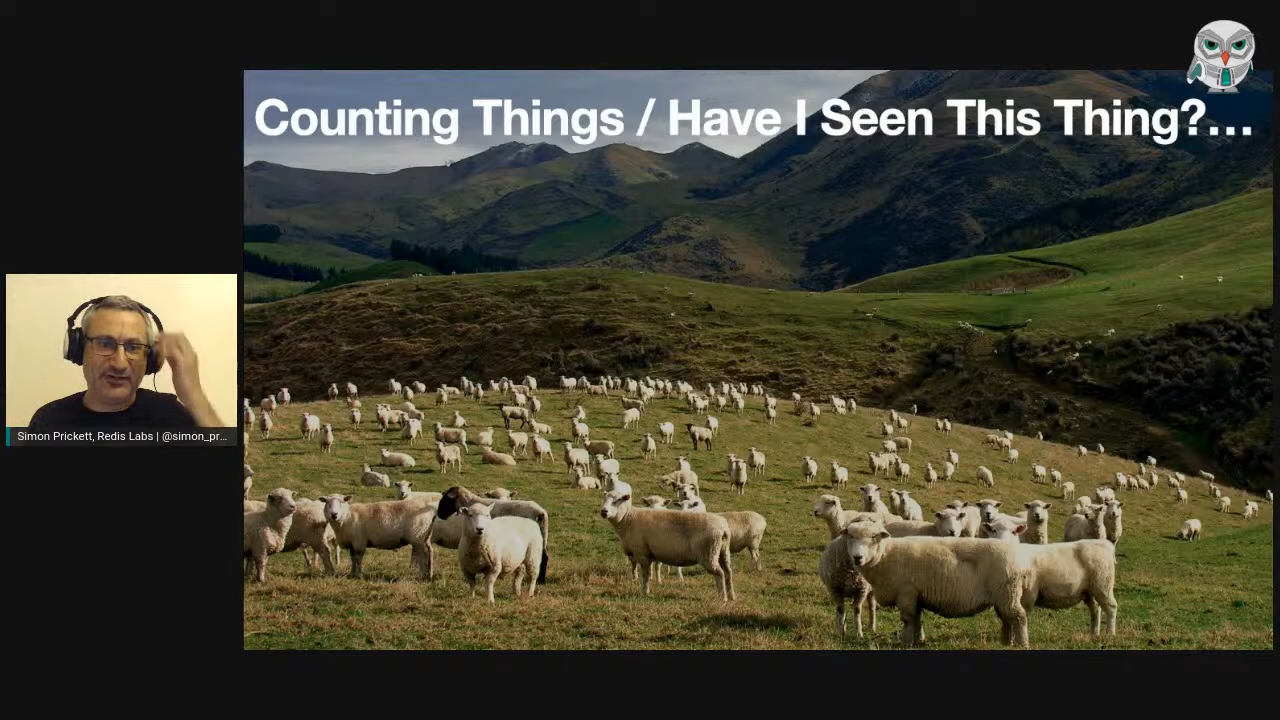 Counting Things / Have I Seen This Thing?...
Simon Prickett, Redis Labs | @simon_pr...